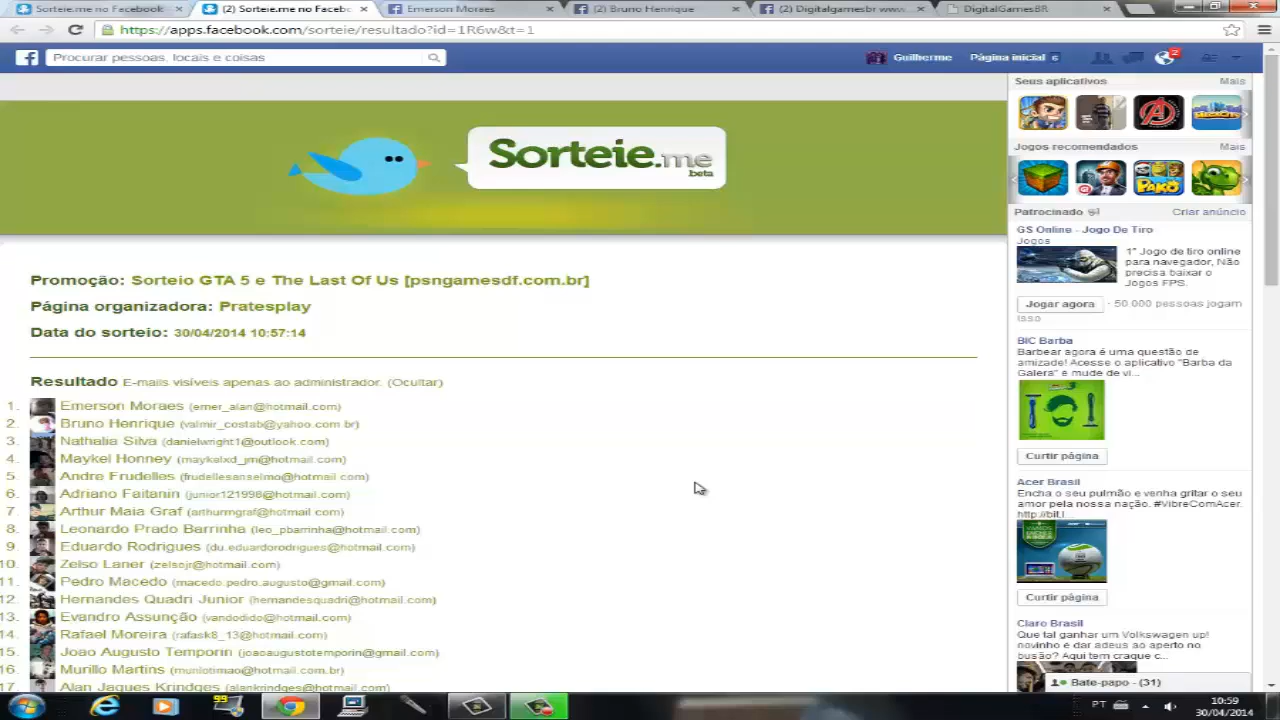 Sorteie.me no Facebook
(2) Sorteie.me no Faceb
Emerson Moraes
(2) Bruno Henrique
(2) Digitalgamesbr www.
DigitalGamesBR
https://apps.facebook.com/sorteie/resultado?id=1R6w&t=1
Procurar pessoas, locais e coisas
Guilherme
Página inicial 6
2
Seus aplicativos
Mais
Sorteie.me
beta
Jogos recomendados
Mais
PAKO
Patrocinado
Criar anúncio
GS Online - Jogo De Tiro
Jogos
1° Jogo de tiro online
para navegador, Não
precisa baixar o
Jogos FPS.
Jogar agora · 50.000 pessoas jogam
isso
Promoção: Sorteio GTA 5 e The Last Of Us [psngamesdf.com.br]
Página organizadora: Pratesplay
Data do sorteio: 30/04/2014 10:57:14
Resultado E-mails visíveis apenas ao administrador. (Ocultar)
1. Emerson Moraes (emer_alan@hotmail.com)
2. Bruno Henrique (valmir_costab@yahoo.com.br)
3. Nathalia Silva (danielwright1@outlook.com)
4. Maykel Honney (maykelxd_jm@hotmail.com)
5. Andre Frudelles (frudellesanselmo@hotmail.com)
6. Adriano Faitanin (junior121998@hotmail.com)
7. Arthur Maia Graf (arthurmgraf@hotmail.com)
8. Leonardo Prado Barrinha (leo_pbarrinha@hotmail.com)
9. Eduardo Rodrigues (du.eduardorodrigues@hotmail.com)
10. Zelso Laner (zelsojr@hotmail.com)
11. Pedro Macedo (macedo.pedro.augusto@gmail.com)
12. Hernandes Quadri Junior (hernandesquadri@hotmail.com)
13. Evandro Assunção (vandodido@hotmail.com)
14. Rafael Moreira (rafask8_13@hotmail.com)
15. Joao Augusto Temporin (joaoaugustotemporin@gmail.com)
16. Murillo Martins (murilotimao@hotmail.com.br)
17. Alan Jaques Krindges (alankrindges@hotmail.com)
BIC Barba
Barbear agora é uma questão de
amizade! Acesse o aplicativo "Barba da
Galera" e mude de vi...
Curtir página
Acer Brasil
Encha o seu pulmão e venha gritar o seu
amor pela nossa nação. #VibreComAcer.
http://bit.l...
Curtir página
Claro Brasil
Que tal ganhar um Volkswagen up!
novinho e dar adeus ao aperto no
busão? Aqui tem craque c...
Bate-papo - (31)
99
PT
10:59
30/04/2014